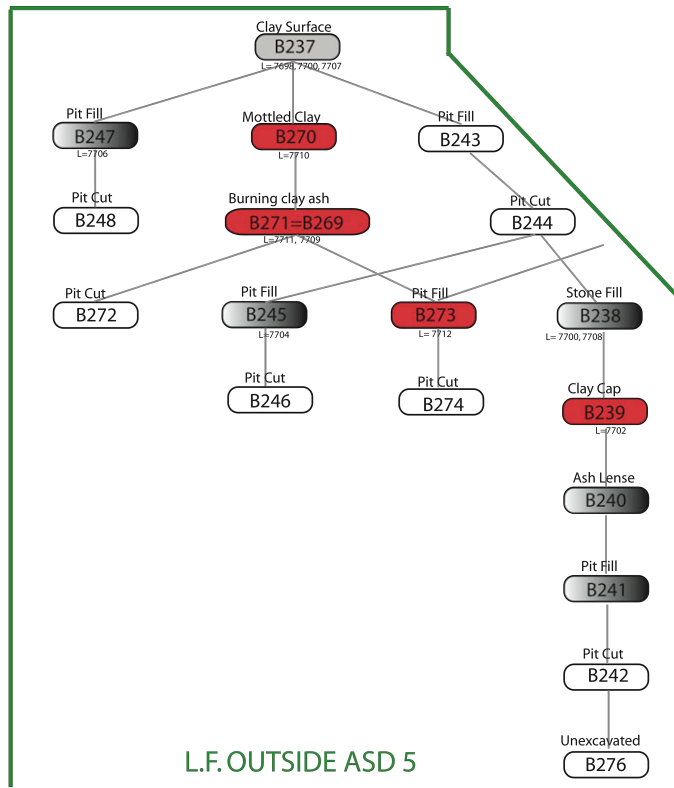 Clay Surface
B237
L= 7698, 7700, 7707
Pit Fill
B247
L=7706
Mottled Clay
B270
L=7710
Pit Fill
B243
Pit Cut
B248
Burning clay ash
B271=B269
L=7711, 7709
Pit Cut
B244
Pit Cut
B272
Pit Fill
B245
L=7704
Pit Fill
B273
L= 7712
Stone Fill
B238
L= 7700, 7708
Pit Cut
B246
Pit Cut
B274
Clay Cap
B239
L=7702
Ash Lense
B240
Pit Fill
B241
Pit Cut
B242
Unexcavated
B276
L.F. OUTSIDE ASD 5